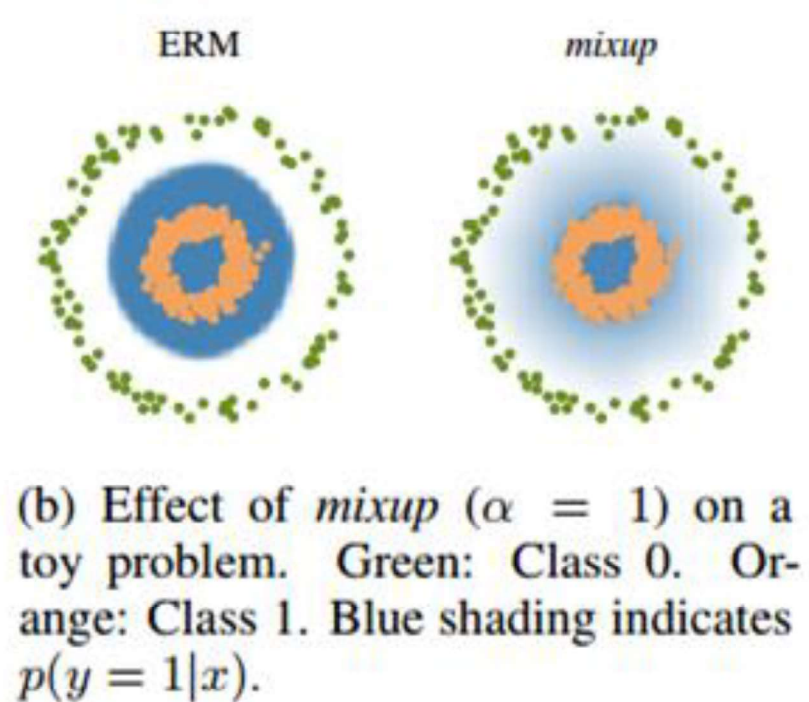 ERM mixup
(b) Effect of mixup (α = 1) on a
toy problem. Green: Class 0. Or-
ange: Class 1. Blue shading indicates
p(y = 1|x).